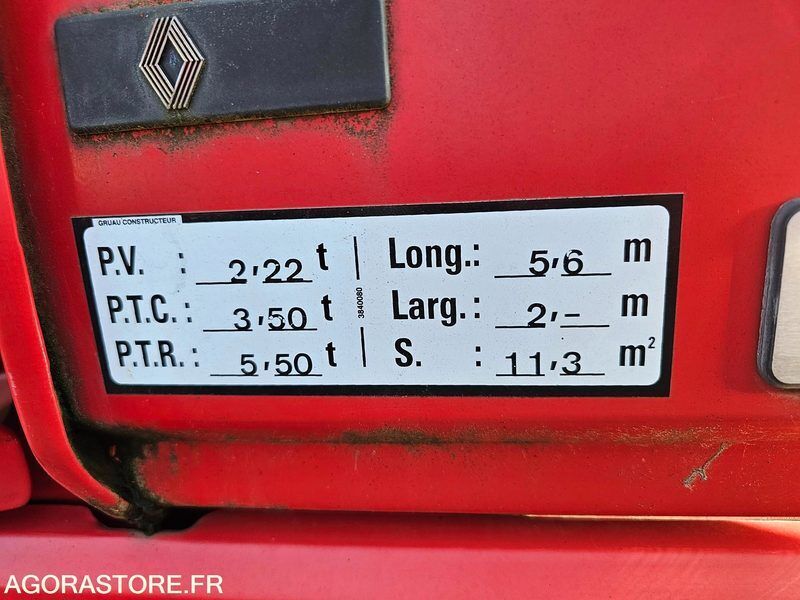 GRUAU CONSTRUCTEUR
P.V. : 2,22 t
P.T.C. : 3,50 t
P.T.R. : 5,50 t
3840080
Long.: 5,6 m
Larg.: 2,- m
S. : 11,3 m²
AGORASTORE.FR